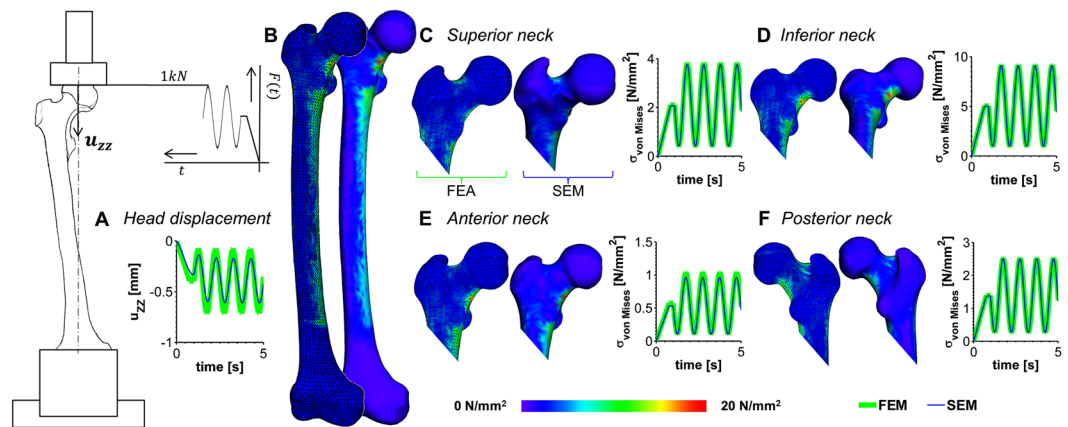 1kN
F(t)
t
u_zz
A Head displacement
u_ZZ [mm]
0
-0.5
-1
0 5
time [s]
B
C Superior neck
FEA SEM
σ_von Mises [N/mm²]
4
2
0
0 5
time [s]
D Inferior neck
σ_von Mises [N/mm²]
10
5
0
0 5
time [s]
E Anterior neck
σ_von Mises [N/mm²]
1.5
1
0.5
0
0 5
time [s]
F Posterior neck
σ_von Mises [N/mm²]
3
2
1
0
0 5
time [s]
0 N/mm² 20 N/mm²
FEM SEM